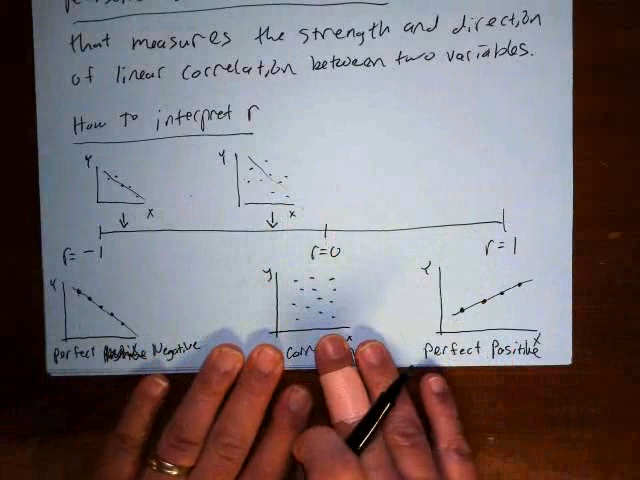 that measures the strength and direction
of linear correlation between two variables.
How to interpret r
Y
X
Y
X
r=-1
r=0
r=1
Y
Y
Y
X
X
Perfect Negative
Perfect Positive